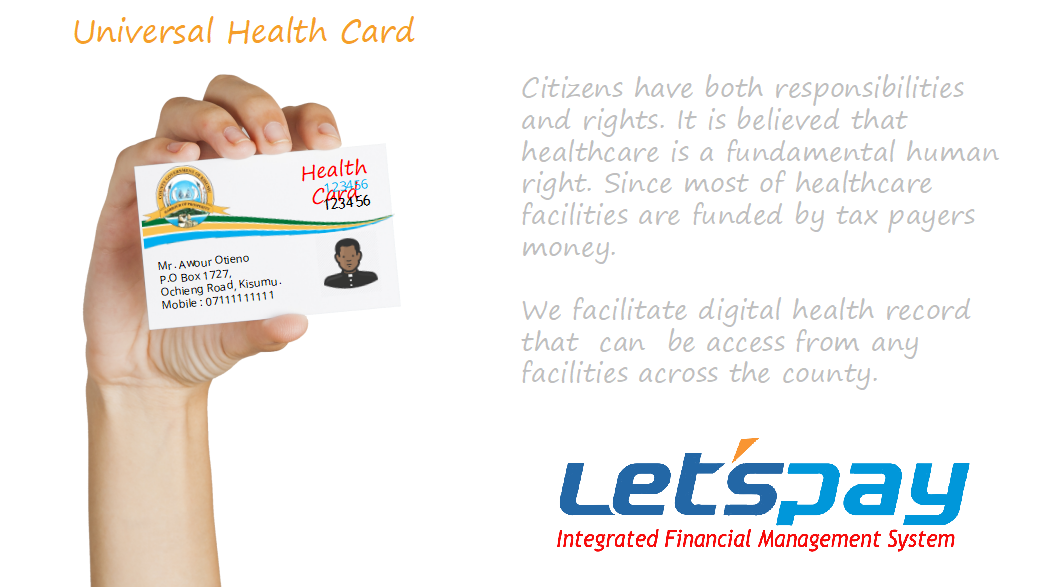 Universal Health Card
Health
Card
123456
123456
Mr. Awour Otieno
P.O Box 1727,
Ochieng Road, Kisumu.
Mobile : 07111111111
Citizens have both responsibilities
and rights. It is believed that
healthcare is a fundamental human
right. Since most of healthcare
facilities are funded by tax payers
money.
We facilitate digital health record
that can be access from any
facilities across the county.
Let'spay
Integrated Financial Management System